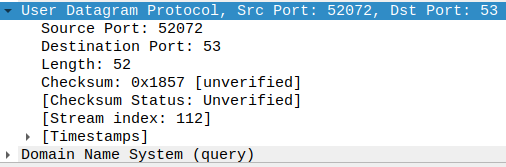 User Datagram Protocol, Src Port: 52072, Dst Port: 53
Source Port: 52072
Destination Port: 53
Length: 52
Checksum: 0x1857 [unverified]
[Checksum Status: Unverified]
[Stream index: 112]
[Timestamps]
Domain Name System (query)